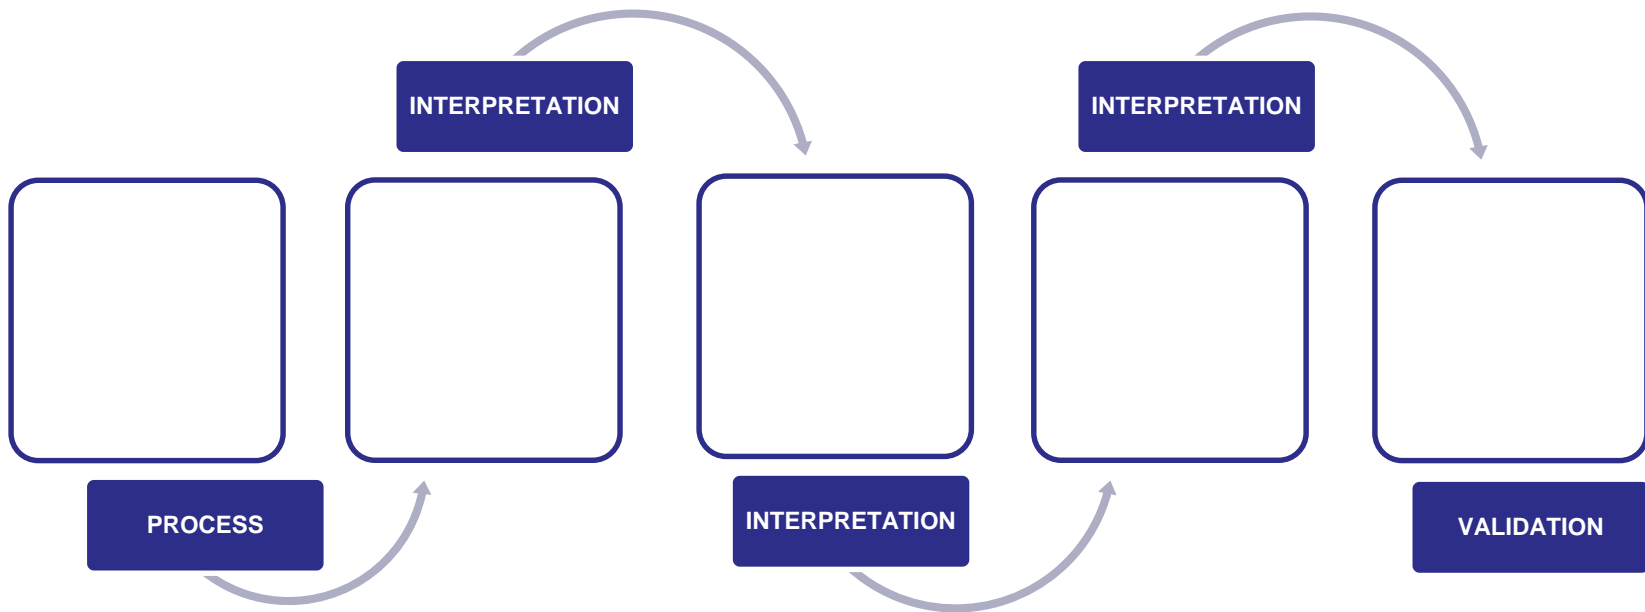 PROCESS
INTERPRETATION
INTERPRETATION
INTERPRETATION
VALIDATION